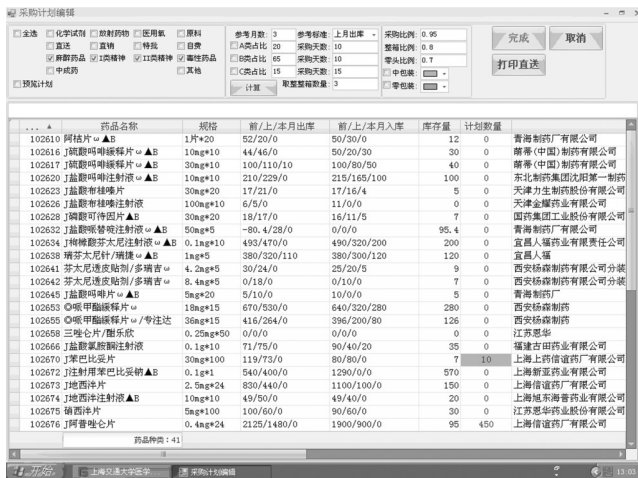 采购计划编辑
全选 化学试剂 放射药物 医用氧 原料 参考月数: 3 参考标准: 上月出库 采购比例: 0.95 完成 取消
直送 直销 特批 自费 A类占比 20 采购天数: 10 整箱比例: 0.8
麻醉药品 I类精神 II类精神 毒性药品 B类占比 65 采购天数: 10 零头比例: 0.7 打印直送
中成药 其他 C类占比 15 采购天数: 15 中包装:
预览计划 计算 取整整箱数量: 3 零包装:
... 药品名称 规格 前/上/本月出库 前/上/本月入库 库存量 计划数量
102610 阿桔片ω▲B 1片*20 52/20/0 50/30/0 12 0 青海制药厂有限公司
102616 J硫酸吗啡缓释片ω▲B 10mg*10 44/46/0 50/20/30 30 0 萌蒂(中国)制药有限公司
102617 J硫酸吗啡缓释片ω▲B 30mg*10 100/110/10 100/80/50 40 0 萌蒂(中国)制药有限公司
102620 J盐酸吗啡注射液ω▲B 10mg*10 210/229/0 215/165/100 100 0 东北制药集团沈阳第一制药
102624 J盐酸布桂嗪片 30mg*20 17/21/0 17/16/4 5 0 天津力生制药股份有限公司
102626 J盐酸布桂嗪注射液 100mg*10 6/5/0 11/0/0 0 0 天津金耀药业有限公司
102628 J磷酸可待因片▲B 30mg*20 18/17/0 16/11/5 7 0 国药集团工业股份有限公司
102632 J盐酸哌替啶注射液ω▲B 50mg*5 -80.4/28/0 0/0/0 95.4 0 青海制药厂有限公司
102634 J枸橼酸芬太尼注射液ω▲B 0.1mg*10 493/470/0 490/320/200 200 0 宜昌人福药业有限责任公司
102638 瑞芬太尼针/瑞捷ω▲B 1mg*5 380/320/110 380/300/120 120 0 宜昌人福
102641 芬太尼透皮贴剂/多瑞吉ω 4.2mg*5 30/24/0 25/20/5 9 0 西安杨森制药有限公司分装
102642 芬太尼透皮贴剂/多瑞吉ω 8.4mg*5 0/18/0 0/10/0 7 0 西安杨森制药有限公司分装
102645 J盐酸吗啡片ω▲B 5mg*20 5/10/0 10/0/0 5 0 青海制药厂
102653 ◎哌甲酯缓释片ω 18mg*15 670/530/0 640/320/280 280 0 西安杨森制药
102655 ◎哌甲酯缓释片ω/专注达 36mg*15 416/264/0 396/200/80 126 0 西安杨森制药
102658 三唑仑片/酣乐欣 0.25mg*50 0/0/0 0/0/0 0 0 江苏恩华
102666 J盐酸氯胺酮注射液 0.1g*10 71/75/0 90/40/20 35 0 福建古田药业有限公司
102670 J苯巴比妥片 30mg*100 119/73/0 80/80/0 7 10 上海上药信谊药厂有限公司
102672 J注射用苯巴比妥钠▲B 0.1g*1 540/400/0 1290/0/0 570 0 上海新亚药业有限公司
102673 J地西泮片 2.5mg*24 830/440/0 1100/100/0 150 0 上海信谊药厂有限公司
102674 J地西泮注射液▲B 10mg*10 49/50/0 49/40/0 20 0 上海旭东海普药业有限公司
102675 硝西泮片 5mg*100 100/60/0 90/60/0 30 0 江苏恩华药业股份有限公司
102676 J阿普唑仑片 0.4mg*24 2125/1480/0 1900/900/0 95 450 上海信谊药厂有限公司
药品种类:41
开始 上海交通大学医学... 采购计划编辑 13:03